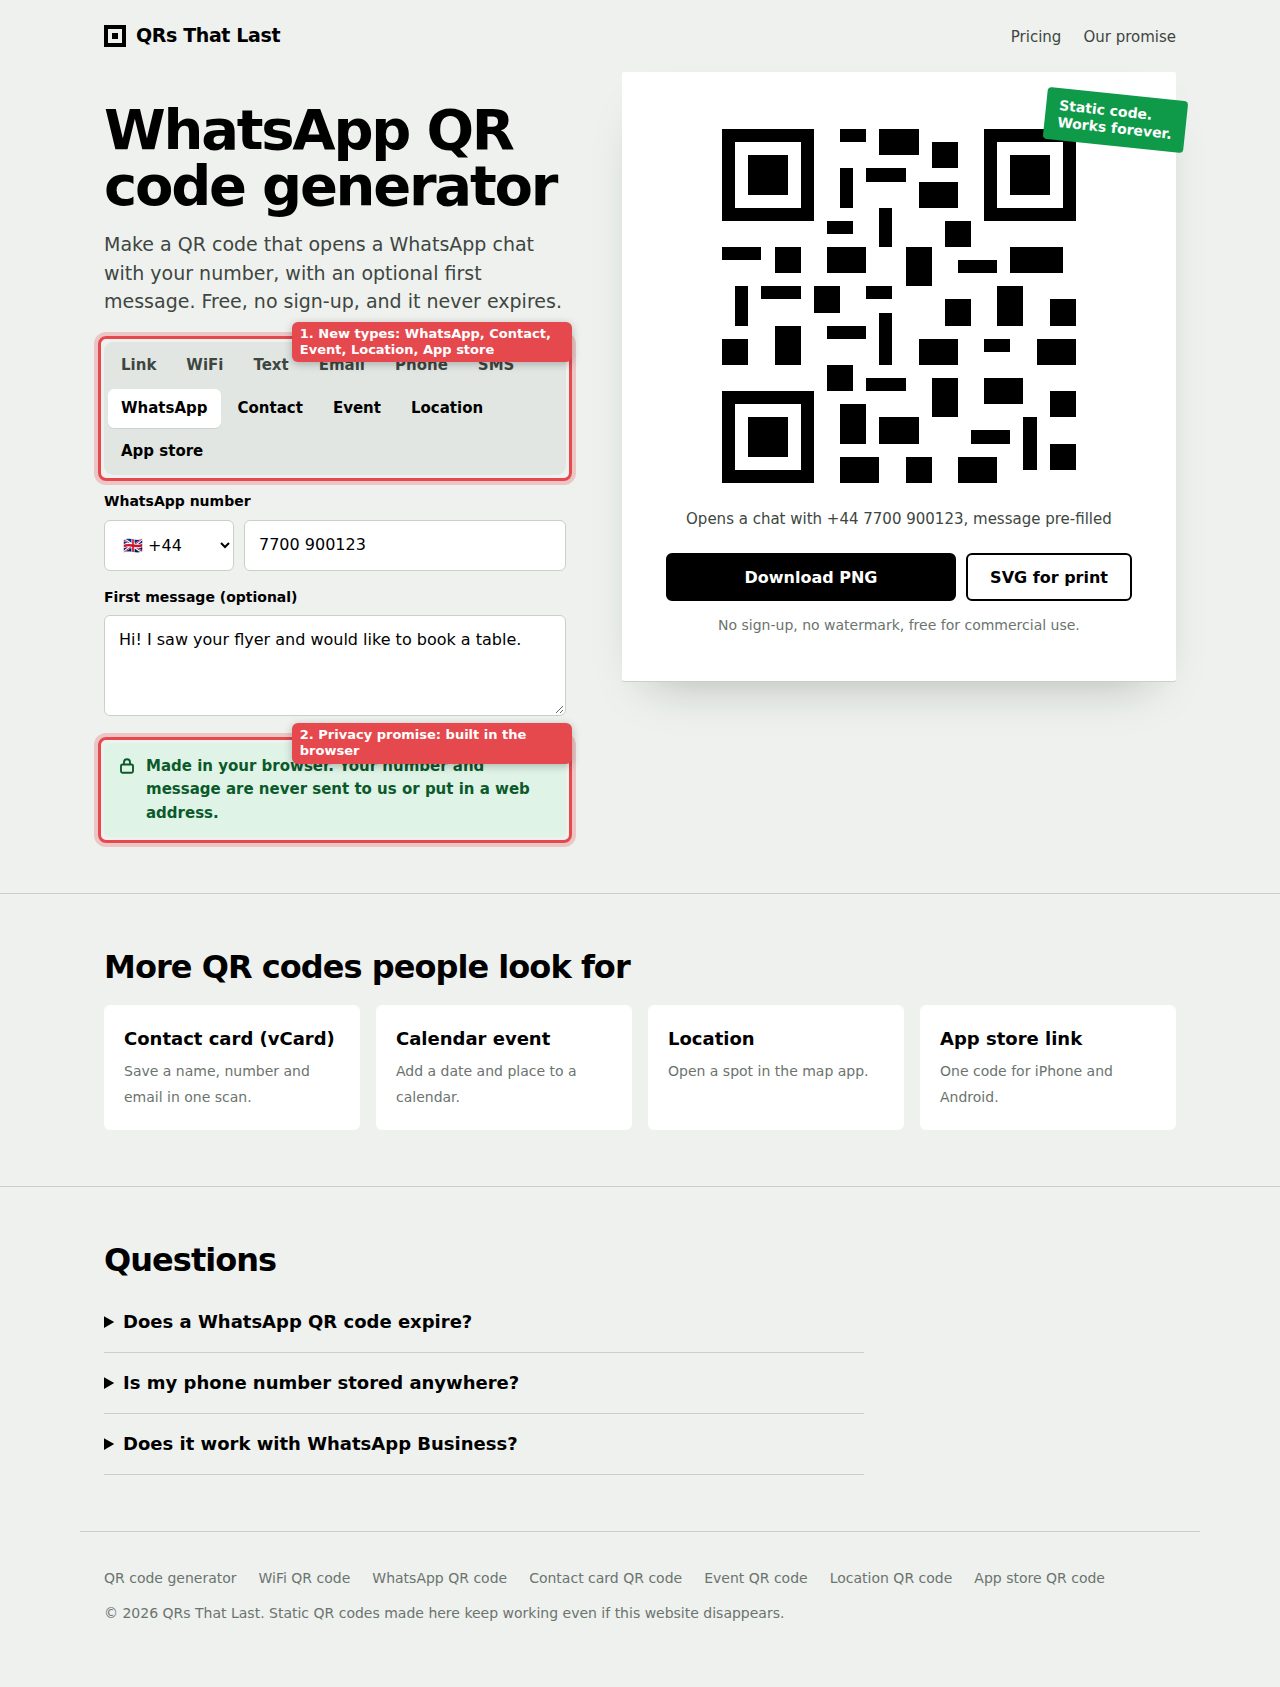 QRs That Last
Pricing
Our promise
WhatsApp QR
code generator
Make a QR code that opens a WhatsApp chat
with your number, with an optional first
message. Free, no sign-up, and it never expires.
1. New types: WhatsApp, Contact,
Event, Location, App store
Link WiFi Text Email Phone SMS
WhatsApp Contact Event Location
App store
WhatsApp number
🇬🇧 +44
7700 900123
First message (optional)
Hi! I saw your flyer and would like to book a table.
2. Privacy promise: built in the
browser
Made in your browser. Your number and
message are never sent to us or put in a web
address.
Static code.
Works forever.
Opens a chat with +44 7700 900123, message pre-filled
Download PNG
SVG for print
No sign-up, no watermark, free for commercial use.
More QR codes people look for
Contact card (vCard)
Save a name, number and
email in one scan.
Calendar event
Add a date and place to a
calendar.
Location
Open a spot in the map app.
App store link
One code for iPhone and
Android.
Questions
Does a WhatsApp QR code expire?
Is my phone number stored anywhere?
Does it work with WhatsApp Business?
QR code generator WiFi QR code WhatsApp QR code Contact card QR code Event QR code Location QR code App store QR code
© 2026 QRs That Last. Static QR codes made here keep working even if this website disappears.